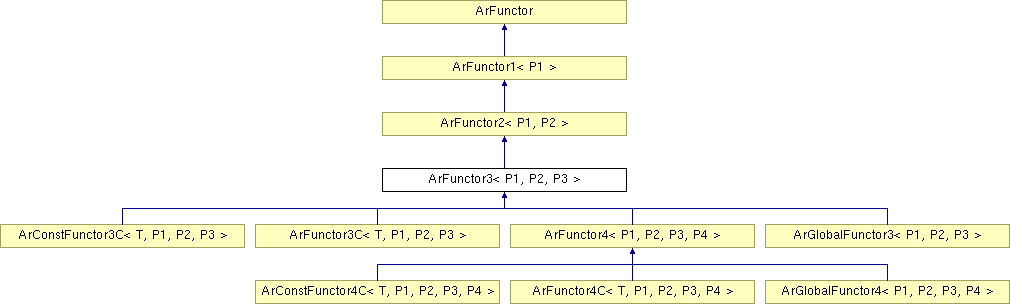 ArFunctor
ArFunctor1< P1 >
ArFunctor2< P1, P2 >
ArFunctor3< P1, P2, P3 >
ArConstFunctor3C< T, P1, P2, P3 > ArFunctor3C< T, P1, P2, P3 > ArFunctor4< P1, P2, P3, P4 > ArGlobalFunctor3< P1, P2, P3 >
ArConstFunctor4C< T, P1, P2, P3, P4 > ArFunctor4C< T, P1, P2, P3, P4 > ArGlobalFunctor4< P1, P2, P3, P4 >